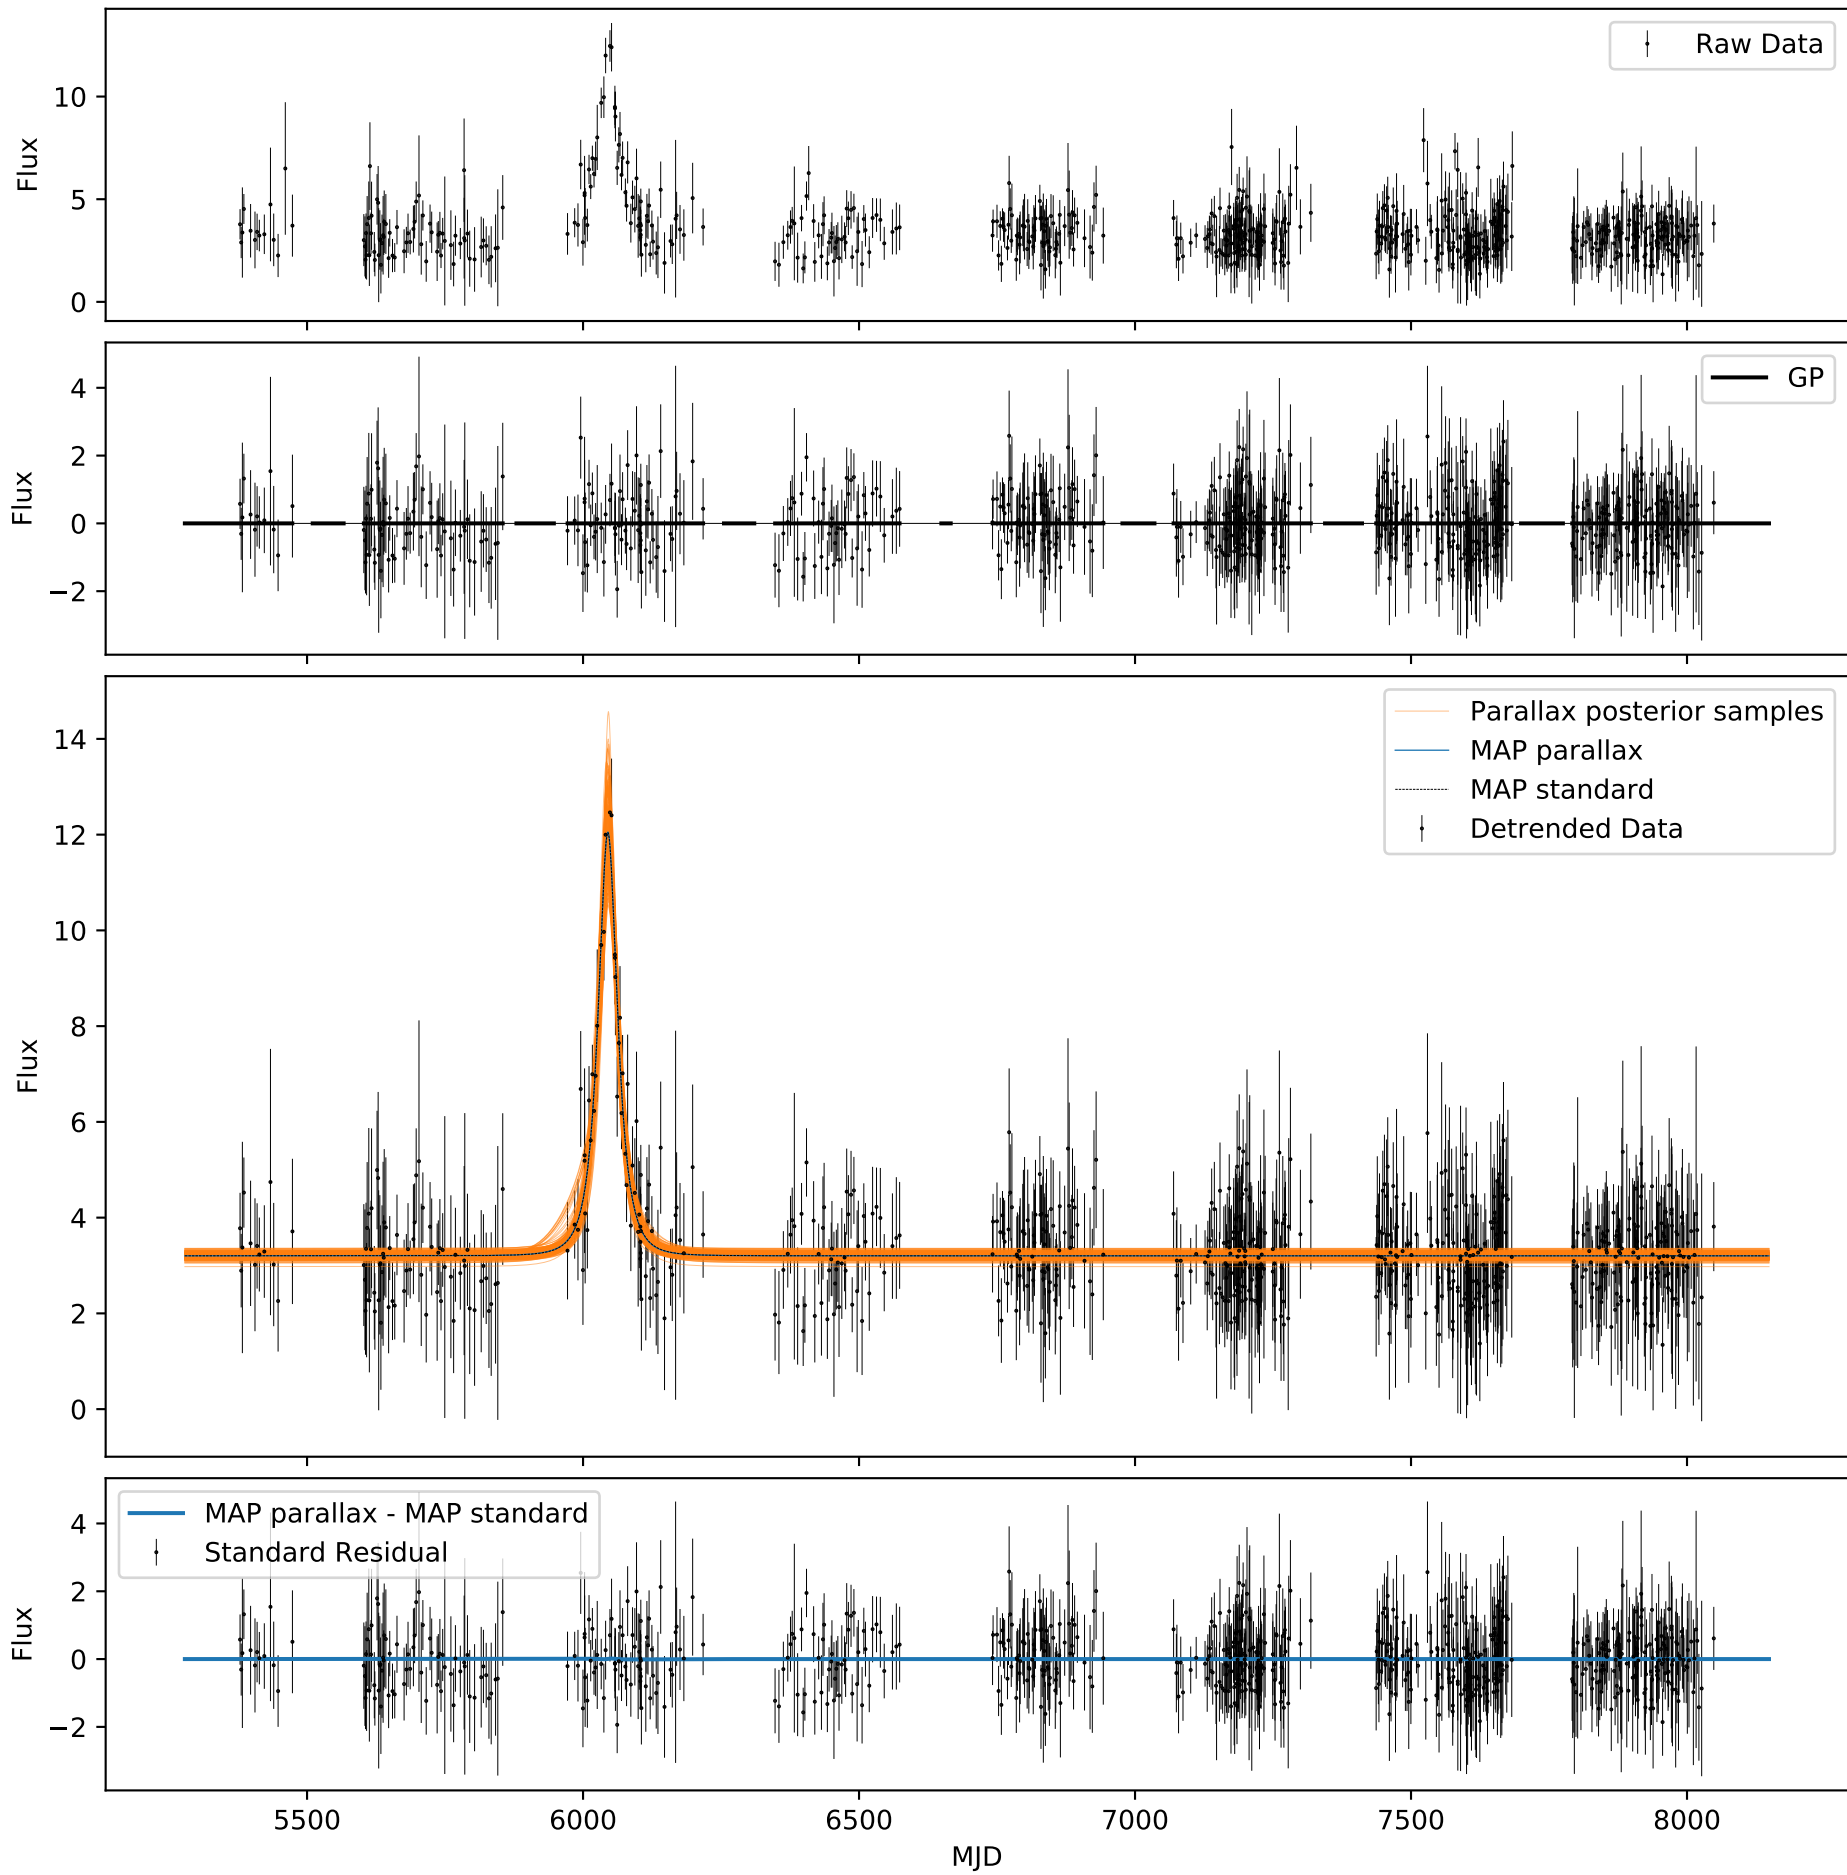 Flux
10
5
0
Raw Data
Flux
4
2
0
−2
GP
Flux
14
12
10
8
6
4
2
0
Parallax posterior samples
MAP parallax
MAP standard
Detrended Data
Flux
4
2
0
−2
MAP parallax - MAP standard
Standard Residual
5500 6000 6500 7000 7500 8000
MJD